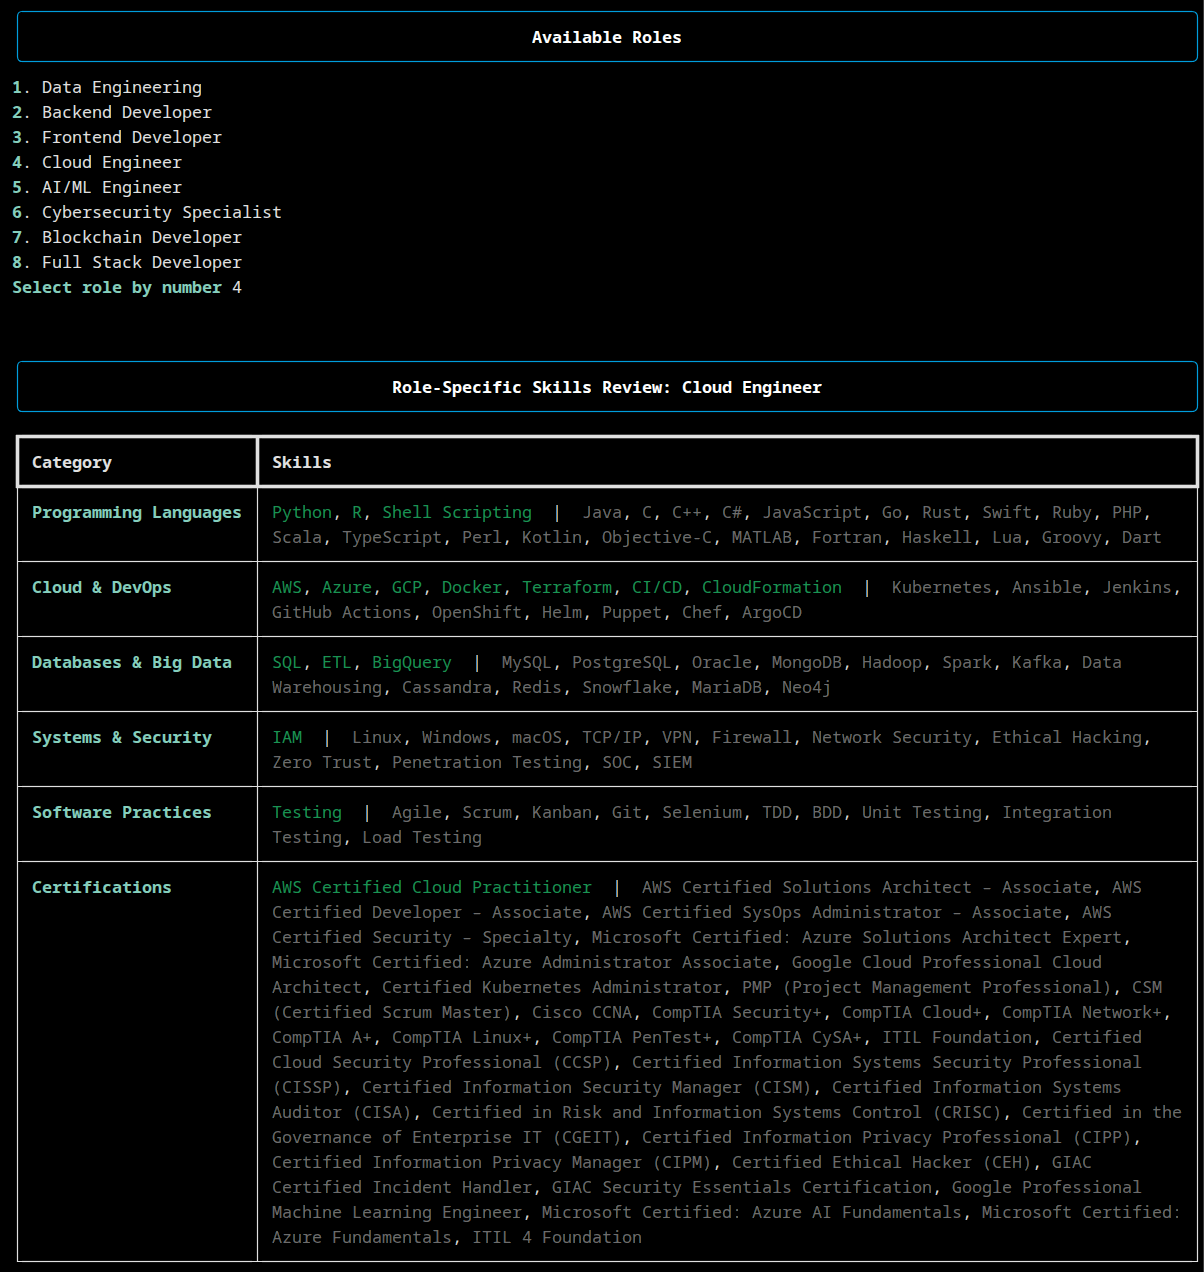 Available Roles
1. Data Engineering
2. Backend Developer
3. Frontend Developer
4. Cloud Engineer
5. AI/ML Engineer
6. Cybersecurity Specialist
7. Blockchain Developer
8. Full Stack Developer
Select role by number 4
Role-Specific Skills Review: Cloud Engineer
Category
Skills
Programming Languages
Python, R, Shell Scripting | Java, C, C++, C#, JavaScript, Go, Rust, Swift, Ruby, PHP,
Scala, TypeScript, Perl, Kotlin, Objective-C, MATLAB, Fortran, Haskell, Lua, Groovy, Dart
Cloud & DevOps
AWS, Azure, GCP, Docker, Terraform, CI/CD, CloudFormation | Kubernetes, Ansible, Jenkins,
GitHub Actions, OpenShift, Helm, Puppet, Chef, ArgoCD
Databases & Big Data
SQL, ETL, BigQuery | MySQL, PostgreSQL, Oracle, MongoDB, Hadoop, Spark, Kafka, Data
Warehousing, Cassandra, Redis, Snowflake, MariaDB, Neo4j
Systems & Security
IAM | Linux, Windows, macOS, TCP/IP, VPN, Firewall, Network Security, Ethical Hacking,
Zero Trust, Penetration Testing, SOC, SIEM
Software Practices
Testing | Agile, Scrum, Kanban, Git, Selenium, TDD, BDD, Unit Testing, Integration
Testing, Load Testing
Certifications
AWS Certified Cloud Practitioner | AWS Certified Solutions Architect – Associate, AWS
Certified Developer – Associate, AWS Certified SysOps Administrator – Associate, AWS
Certified Security – Specialty, Microsoft Certified: Azure Solutions Architect Expert,
Microsoft Certified: Azure Administrator Associate, Google Cloud Professional Cloud
Architect, Certified Kubernetes Administrator, PMP (Project Management Professional), CSM
(Certified Scrum Master), Cisco CCNA, CompTIA Security+, CompTIA Cloud+, CompTIA Network+,
CompTIA A+, CompTIA Linux+, CompTIA PenTest+, CompTIA CySA+, ITIL Foundation, Certified
Cloud Security Professional (CCSP), Certified Information Systems Security Professional
(CISSP), Certified Information Security Manager (CISM), Certified Information Systems
Auditor (CISA), Certified in Risk and Information Systems Control (CRISC), Certified in the
Governance of Enterprise IT (CGEIT), Certified Information Privacy Professional (CIPP),
Certified Information Privacy Manager (CIPM), Certified Ethical Hacker (CEH), GIAC
Certified Incident Handler, GIAC Security Essentials Certification, Google Professional
Machine Learning Engineer, Microsoft Certified: Azure AI Fundamentals, Microsoft Certified:
Azure Fundamentals, ITIL 4 Foundation